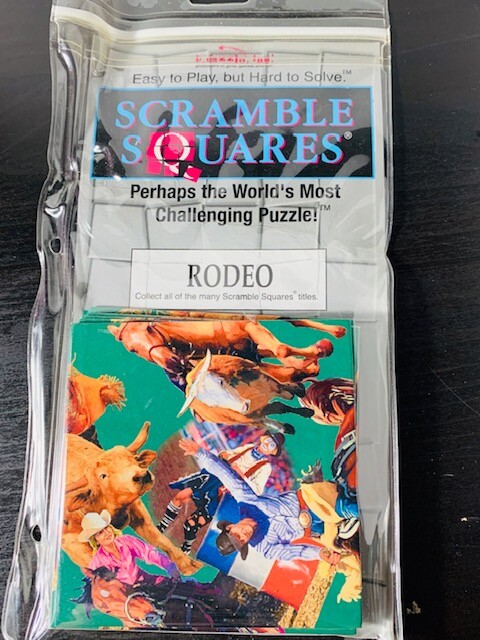 Easy to Play, but Hard to Solve.™
SCRAMBLE
SQUARES®
Perhaps the World's Most
Challenging Puzzle!™
RODEO
Collect all of the many Scramble Squares® titles.